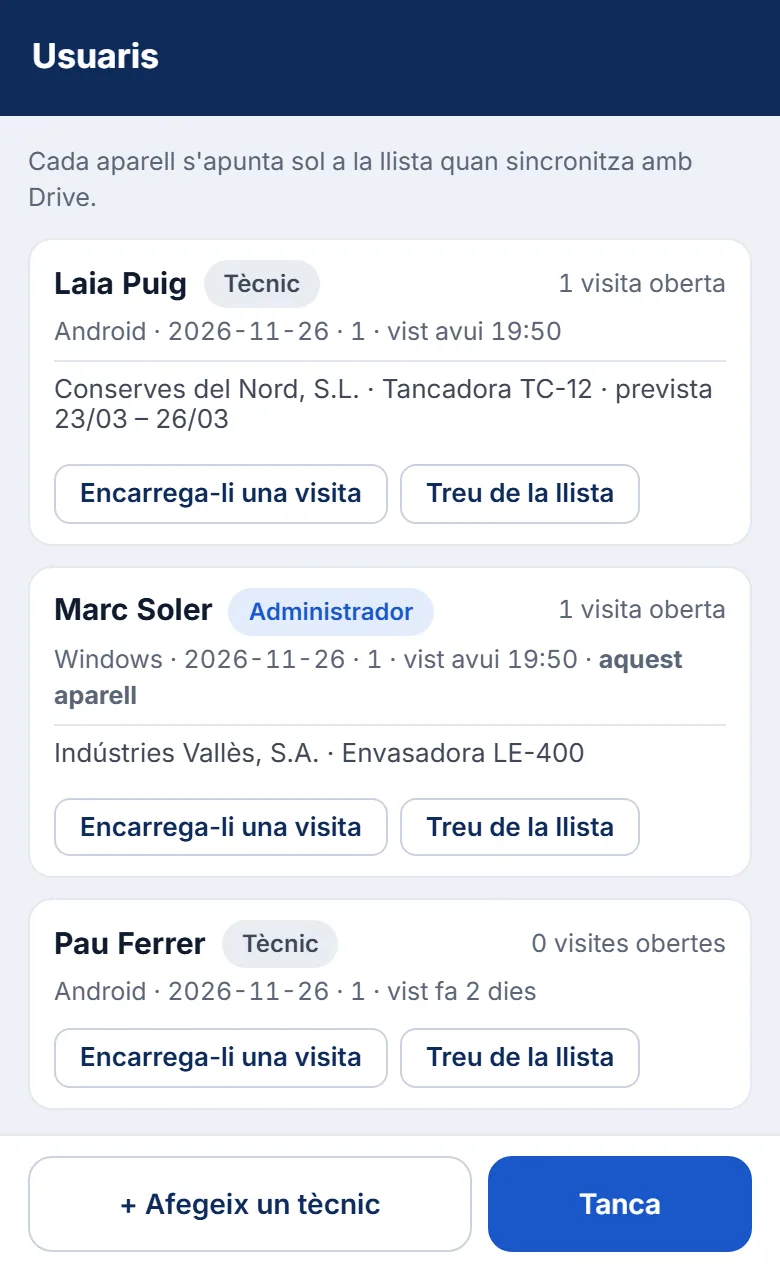 Usuaris
Cada aparell s'apunta sol a la llista quan sincronitza amb
Drive.
Laia Puig Tècnic 1 visita oberta
Android · 2026-11-26 · 1 · vist avui 19:50
Conserves del Nord, S.L. · Tancadora TC-12 · prevista
23/03 – 26/03
Encarrega-li una visita Treu de la llista
Marc Soler Administrador 1 visita oberta
Windows · 2026-11-26 · 1 · vist avui 19:50 · aquest
aparell
Indústries Vallès, S.A. · Envasadora LE-400
Encarrega-li una visita Treu de la llista
Pau Ferrer Tècnic 0 visites obertes
Android · 2026-11-26 · 1 · vist fa 2 dies
Encarrega-li una visita Treu de la llista
+ Afegeix un tècnic Tanca